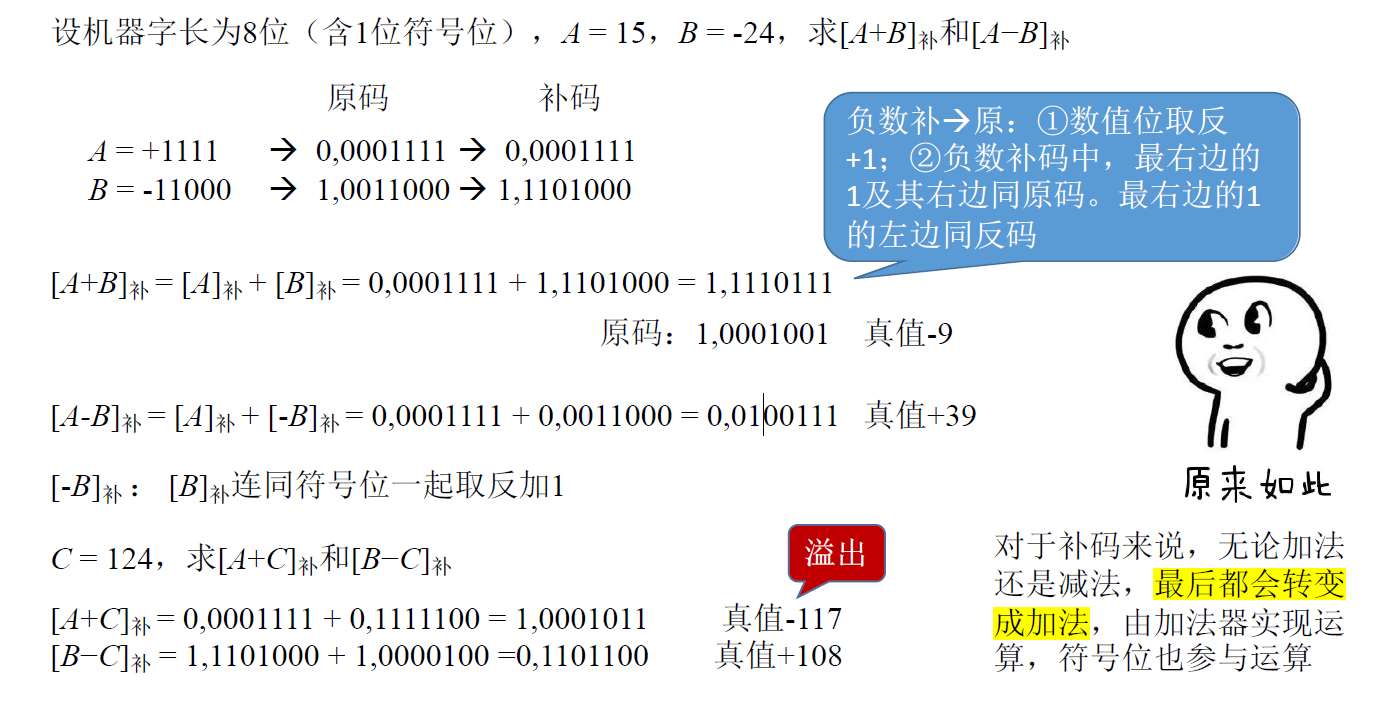 设机器字长为8位（含1位符号位），A = 15，B = -24，求[A+B]补和[A−B]补
原码 补码
A = +1111 → 0,0001111 → 0,0001111
B = -11000 → 1,0011000 → 1,1101000
负数补→原：①数值位取反
+1；②负数补码中，最右边的
1及其右边同原码。最右边的1
的左边同反码
[A+B]补 = [A]补 + [B]补 = 0,0001111 + 1,1101000 = 1,1110111
原码：1,0001001 真值-9
[A-B]补 = [A]补 + [-B]补 = 0,0001111 + 0,0011000 = 0,0100111 真值+39
[-B]补： [B]补连同符号位一起取反加1
原来如此
C = 124，求[A+C]补和[B−C]补
溢出
[A+C]补 = 0,0001111 + 0,1111100 = 1,0001011 真值-117
[B−C]补 = 1,1101000 + 1,0000100 =0,1101100 真值+108
对于补码来说，无论加法
还是减法，最后都会转变
成加法，由加法器实现运
算，符号位也参与运算